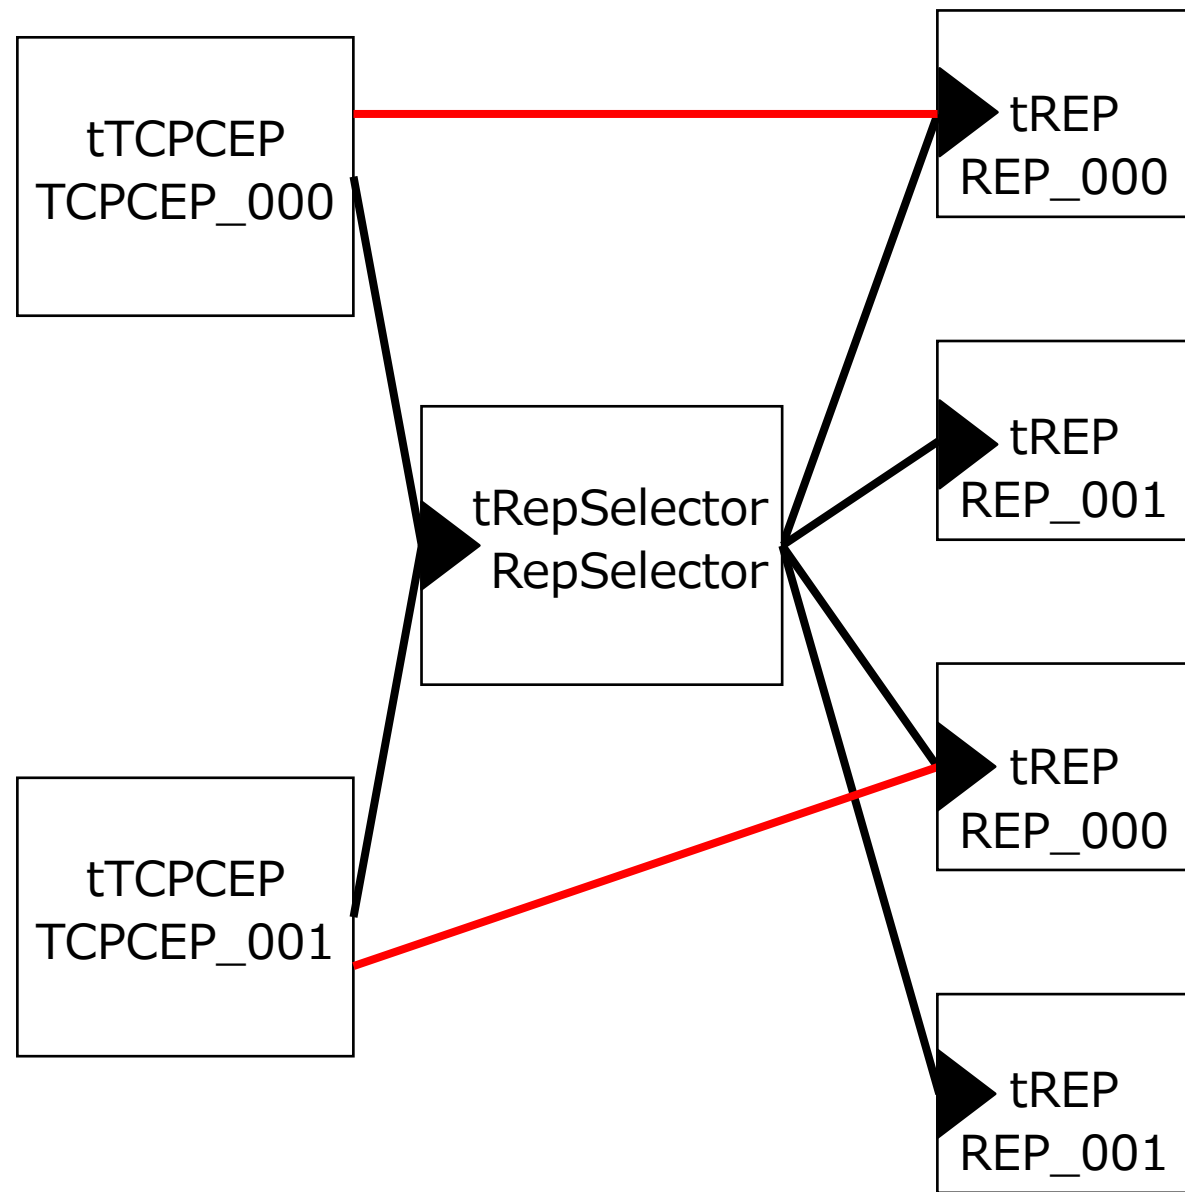 tTCPCEP
TCPCEP_000
tREP
REP_000
tREP
REP_001
tRepSelector
RepSelector
tREP
REP_000
tTCPCEP
TCPCEP_001
tREP
REP_001